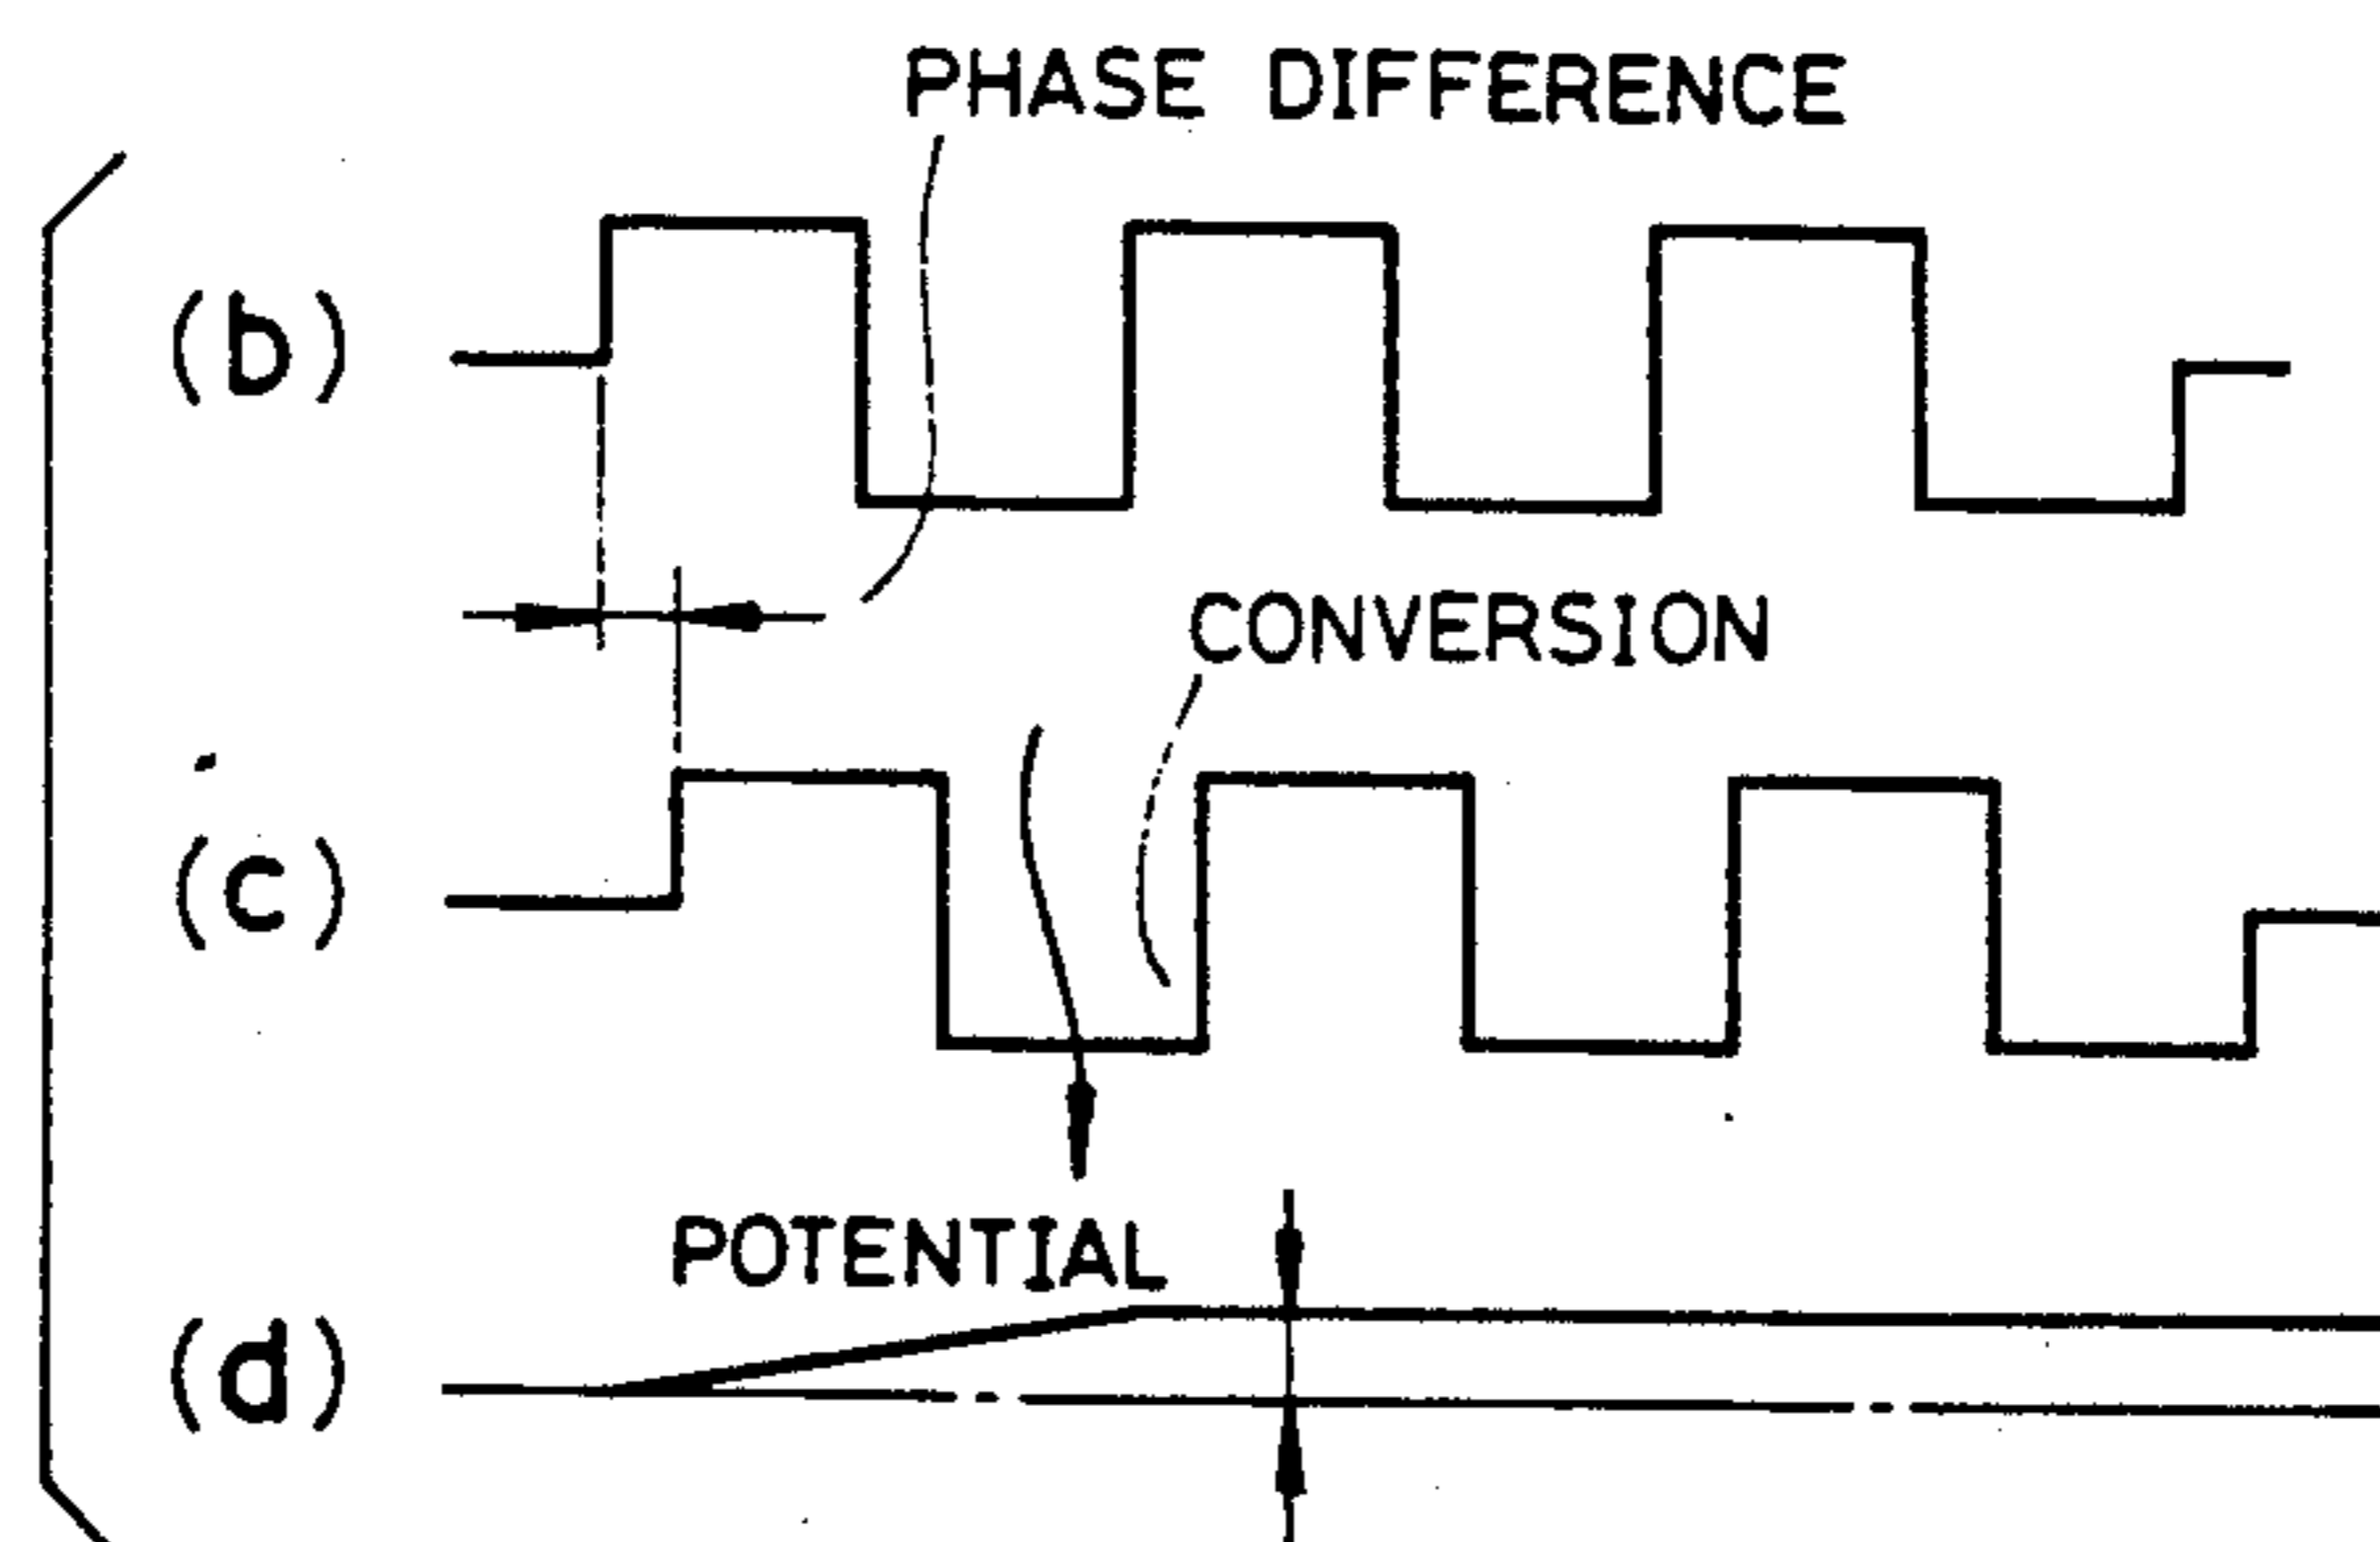 PHASE DIFFERENCE
(b)
CONVERSION
(c)
POTENTIAL
(d)